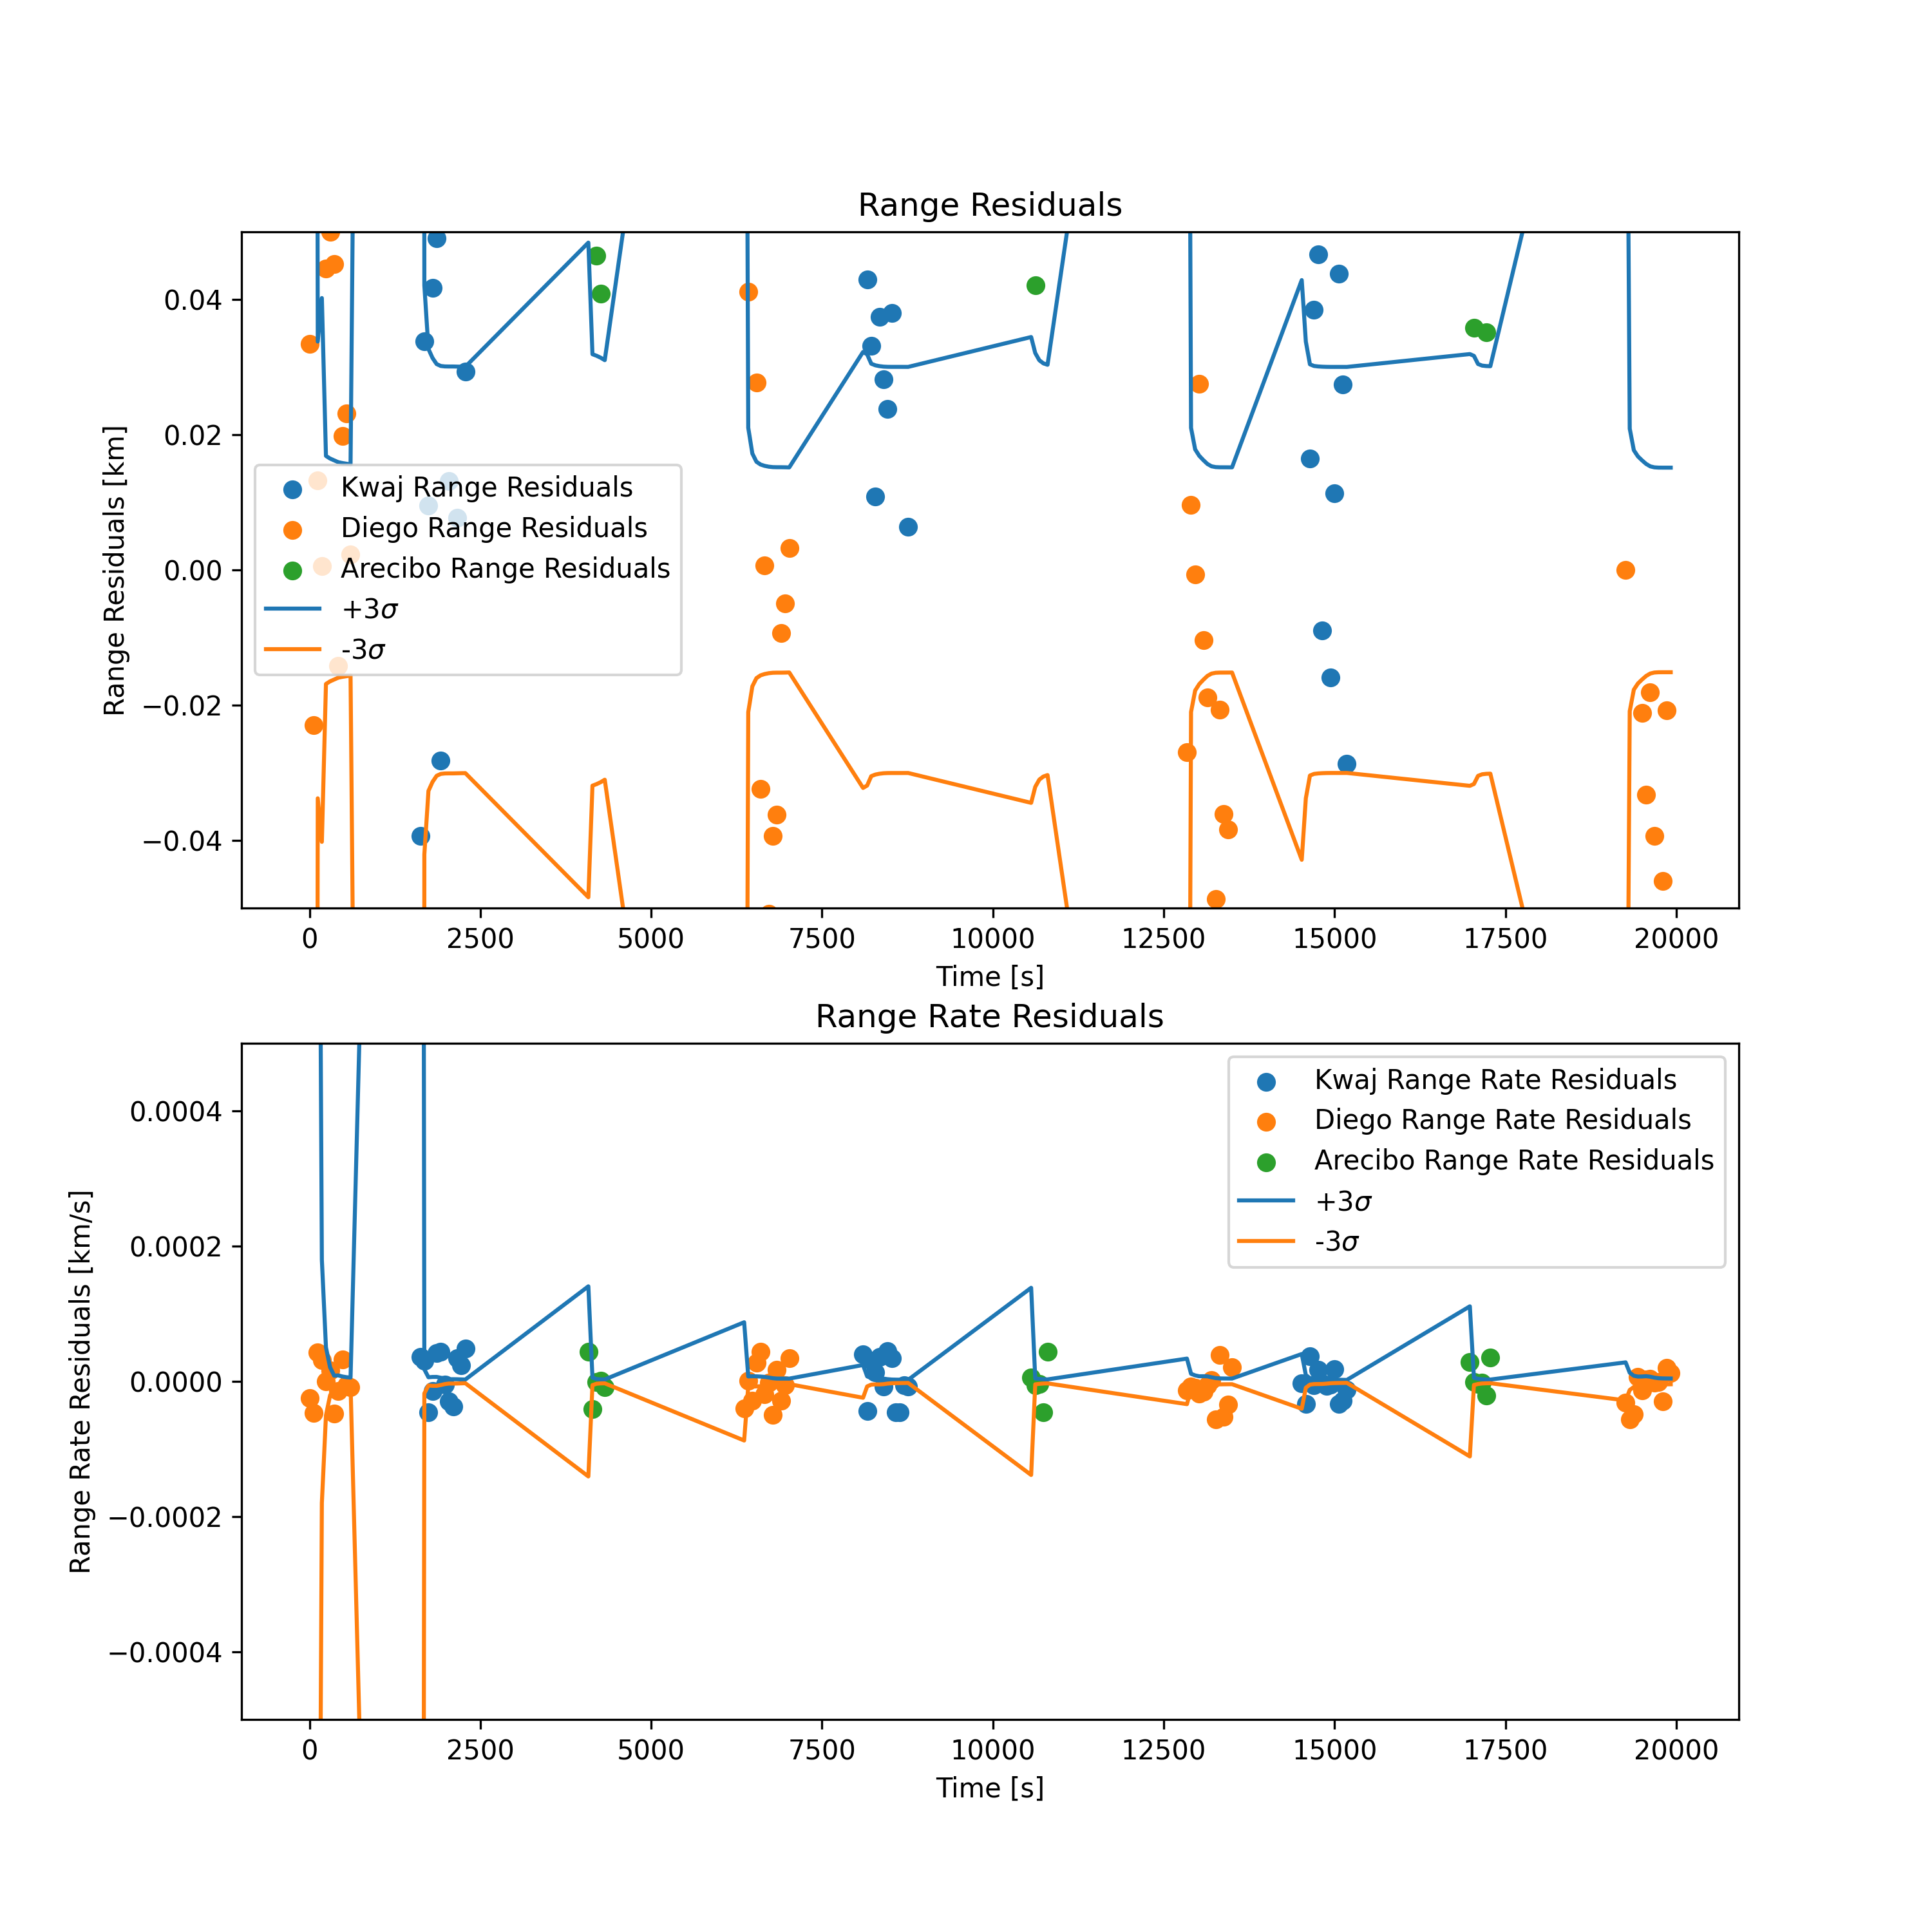 Range Residuals
Range Residuals [km]
0.04
0.02
0.00
−0.02
−0.04
Kwaj Range Residuals
Diego Range Residuals
Arecibo Range Residuals
+3σ
-3σ
0 2500 5000 7500 10000 12500 15000 17500 20000
Time [s]
Range Rate Residuals
Range Rate Residuals [km/s]
0.0004
0.0002
0.0000
−0.0002
−0.0004
Kwaj Range Rate Residuals
Diego Range Rate Residuals
Arecibo Range Rate Residuals
+3σ
-3σ
0 2500 5000 7500 10000 12500 15000 17500 20000
Time [s]